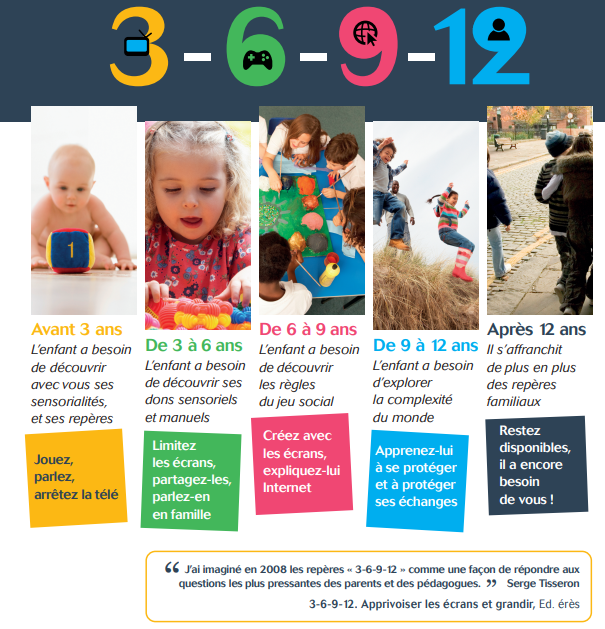 3-6-9-12
1
Avant 3 ans
L'enfant a besoin
de découvrir
avec vous ses
sensorialités,
et ses repères
Jouez,
parlez,
arrêtez la télé
De 3 à 6 ans
L'enfant a besoin
de découvrir ses
dons sensoriels
et manuels
Limitez
les écrans,
partagez-les,
parlez-en
en famille
De 6 à 9 ans
L'enfant a besoin
de découvrir
les règles
du jeu social
Créez avec
les écrans,
expliquez-lui
Internet
De 9 à 12 ans
L'enfant a besoin
d'explorer
la complexité
du monde
Apprenez-lui
à se protéger
et à protéger
ses échanges
Après 12 ans
Il s'affranchit
de plus en plus
des repères
familiaux
Restez
disponibles,
il a encore
besoin
de vous !
“ J'ai imaginé en 2008 les repères « 3-6-9-12 » comme une façon de répondre aux
questions les plus pressantes des parents et des pédagogues. ” Serge Tisseron
3-6-9-12. Apprivoiser les écrans et grandir, Ed. érès